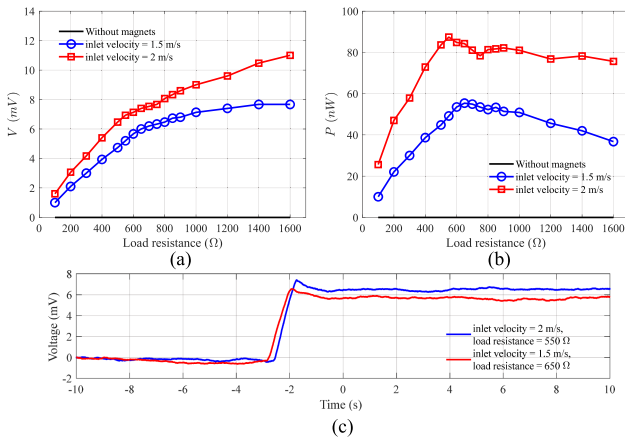 Without magnets
inlet velocity = 1.5 m/s
inlet velocity = 2 m/s
V (mV)
14
12
10
8
6
4
2
0
0 200 400 600 800 1000 1200 1400 1600
Load resistance (Ω)
(a)
P (nW)
100
80
60
40
20
0
Without magnets
inlet velocity = 1.5 m/s
inlet velocity = 2 m/s
0 200 400 600 800 1000 1200 1400 1600
Load resistance (Ω)
(b)
Voltage (mV)
8
6
4
2
0
-2
inlet velocity = 2 m/s,
load resistance = 550 Ω
inlet velocity = 1.5 m/s,
load resistance = 650 Ω
-10 -8 -6 -4 -2 0 2 4 6 8 10
Time (s)
(c)